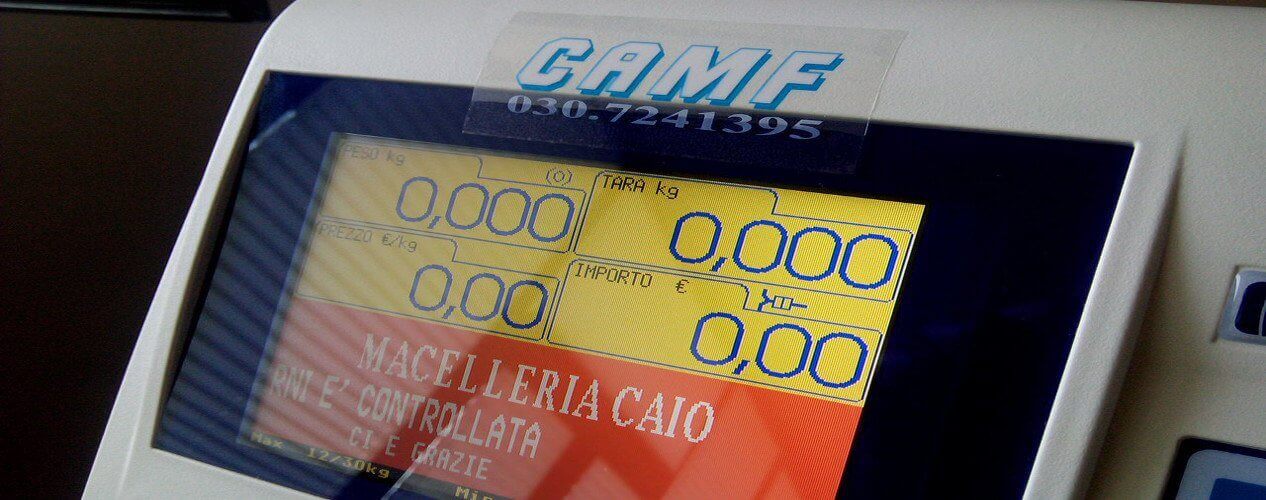 CAMF
030.7241395
PESO kg
0,000
TARA kg
0,000
PREZZO €/kg
0,00
IMPORTO €
0,00
MACELLERIA CAIO
RNI E' CONTROLLATA
CI E GRAZIE
Max 12/30kg